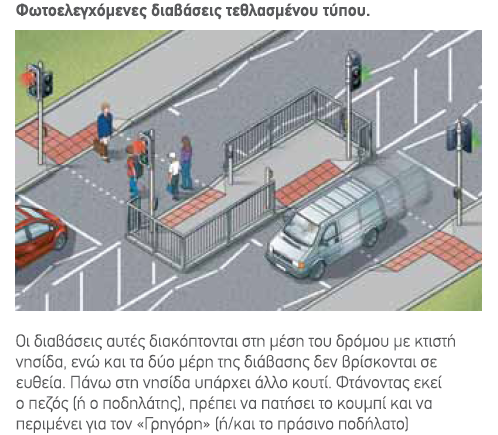 Φωτοελεγχόμενες διαβάσεις τεθλασμένου τύπου.
Οι διαβάσεις αυτές διακόπτονται στη μέση του δρόμου με κτιστή
νησίδα, ενώ και τα δύο μέρη της διάβασης δεν βρίσκονται σε
ευθεία. Πάνω στη νησίδα υπάρχει άλλο κουτί. Φτάνοντας εκεί
ο πεζός (ή ο ποδηλάτης), πρέπει να πατήσει το κουμπί και να
περιμένει για τον «Γρηγόρη» (ή/και το πράσινο ποδήλατο)